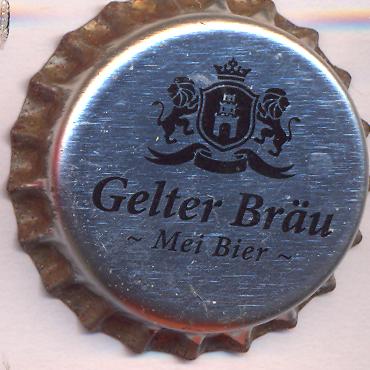 Gelter Bräu
~ Mei Bier ~